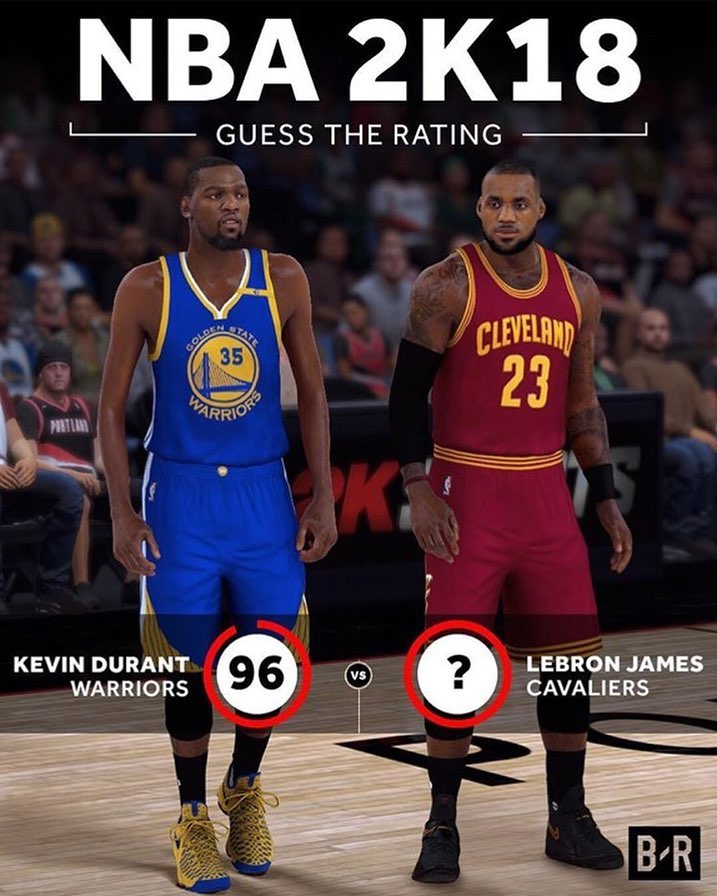 NBA 2K18
GUESS THE RATING
GOLDEN STATE
35
WARRIORS
CLEVELAND
23
PORTLAND
2K
KEVIN DURANT
WARRIORS
96
VS
?
LEBRON JAMES
CAVALIERS
B·R